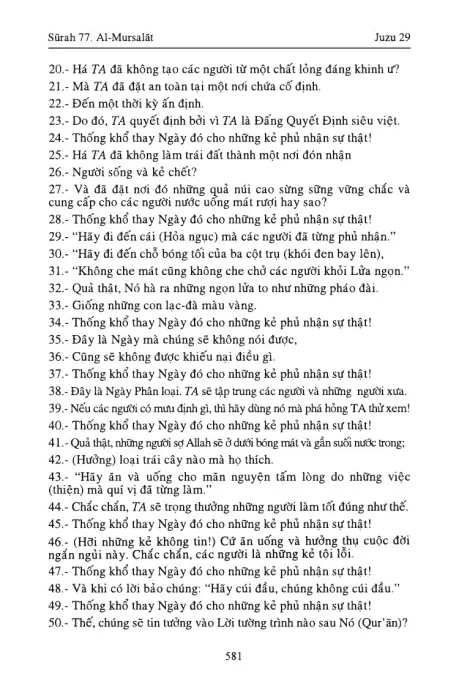 Sūrah 77. Al-Mursalāt Juzu 29
20.- Há TA đã không tạo các người từ một chất lỏng đáng khinh ư?
21.- Mà TA đã đặt an toàn tại một nơi chứa cố định.
22.- Đến một thời kỳ ấn định.
23.- Do đó, TA quyết định bởi vì TA là Đấng Quyết Định siêu việt.
24.- Thống khổ thay Ngày đó cho những kẻ phủ nhận sự thật!
25.- Há TA đã không làm trái đất thành một nơi đón nhận
26.- Người sống và kẻ chết?
27.- Và đã đặt nơi đó những quả núi cao sừng sững vững chắc và
cung cấp cho các người nước uống mát rượi hay sao?
28.- Thống khổ thay Ngày đó cho những kẻ phủ nhận sự thật!
29.- “Hãy đi đến cái (Hỏa ngục) mà các người đã từng phủ nhận.”
30.- “Hãy đi đến chỗ bóng tối của ba cột trụ (khói đen bay lên),
31.- “Không che mát cũng không che chở các người khỏi Lửa ngọn.”
32.- Quả thật, Nó hà ra những ngọn lửa to như những pháo đài.
33.- Giống những con lạc-đà màu vàng.
34.- Thống khổ thay Ngày đó cho những kẻ phủ nhận sự thật!
35.- Đây là Ngày mà chúng sẽ không nói được,
36.- Cũng sẽ không được khiếu nại điều gì.
37.- Thống khổ thay Ngày đó cho những kẻ phủ nhận sự thật!
38.- Đây là Ngày Phân loại. TA sẽ tập trung các người và những người xưa.
39.- Nếu các người có mưu định gì, thì hãy dùng nó mà phá hỏng TA thử xem!
40.- Thống khổ thay Ngày đó cho những kẻ phủ nhận sự thật!
41.- Quả thật, những người sợ Allah sẽ ở dưới bóng mát và gần suối nước trong;
42.- (Hưởng) loại trái cây nào mà họ thích.
43.- “Hãy ăn và uống cho mãn nguyện tấm lòng do những việc
(thiện) mà quí vị đã từng làm.”
44.- Chắc chắn, TA sẽ trọng thưởng những người làm tốt đúng như thế.
45.- Thống khổ thay Ngày đó cho những kẻ phủ nhận sự thật!
46.- (Hỡi những kẻ không tin!) Cứ ăn uống và hưởng thụ cuộc đời
ngắn ngủi này. Chắc chắn, các người là những kẻ tội lỗi.
47.- Thống khổ thay Ngày đó cho những kẻ phủ nhận sự thật!
48.- Và khi có lời bảo chúng: “Hãy cúi đầu, chúng không cúi đầu.”
49.- Thống khổ thay Ngày đó cho những kẻ phủ nhận sự thật!
50.- Thế, chúng sẽ tin tưởng vào Lời tường trình nào sau Nó (Qur’ān)?
581